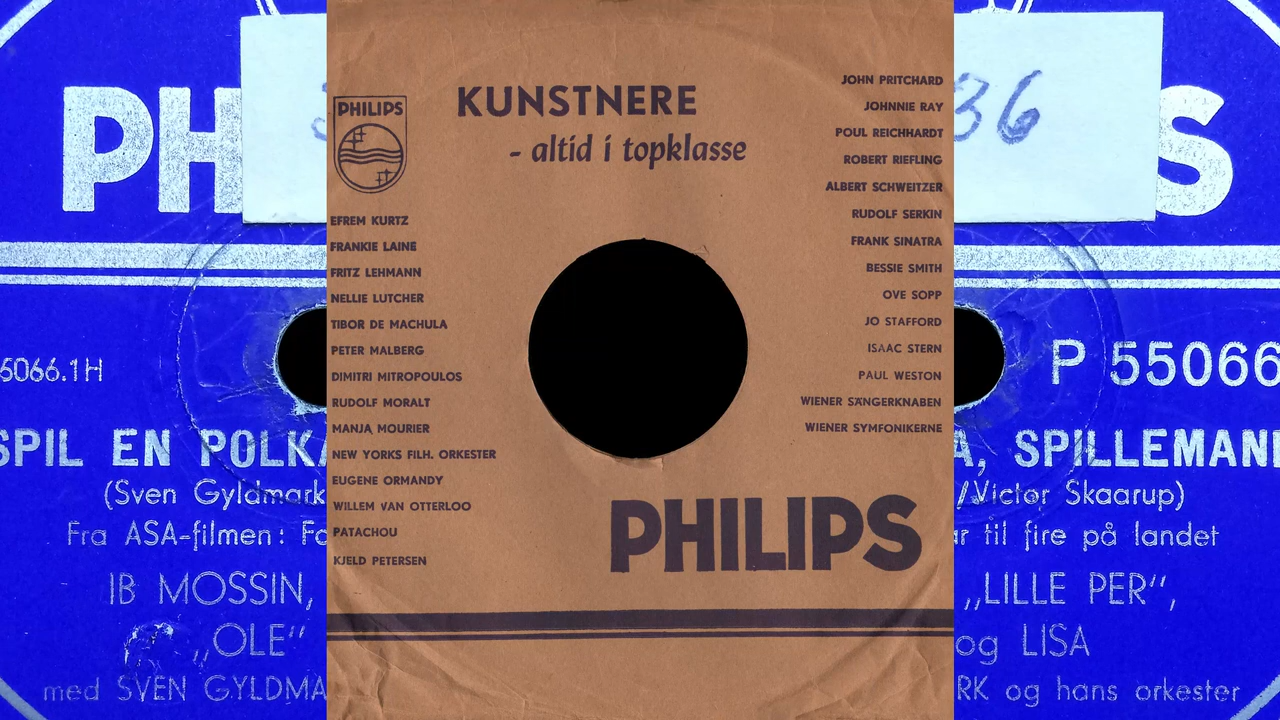 PHILIPS
KUNSTNERE
- altid i topklasse
EFREM KURTZ
FRANKIE LAINE
FRITZ LEHMANN
NELLIE LUTCHER
TIBOR DE MACHULA
PETER MALBERG
DIMITRI MITROPOULOS
RUDOLF MORALT
MANJA MOURIER
NEW YORKS FILH. ORKESTER
EUGENE ORMANDY
WILLEM VAN OTTERLOO
PATACHOU
KJELD PETERSEN
JOHN PRITCHARD
JOHNNIE RAY
POUL REICHHARDT
ROBERT RIEFLING
ALBERT SCHWEITZER
RUDOLF SERKIN
FRANK SINATRA
BESSIE SMITH
OVE SOPP
JO STAFFORD
ISAAC STERN
PAUL WESTON
WIENER SÄNGERKNABEN
WIENER SYMFONIKERNE
PHILIPS
PH S
36
5066.1H P 55066
SPIL EN POLKA A, SPILLEMAN
(Sven Gyldmark /Victor Skaarup)
Fra ASA-filmen: Fa ar til fire på landet
IB MOSSIN, „LILLE PER“,
„OLE“ og LISA
med SVEN GYLDMA RK og hans orkester